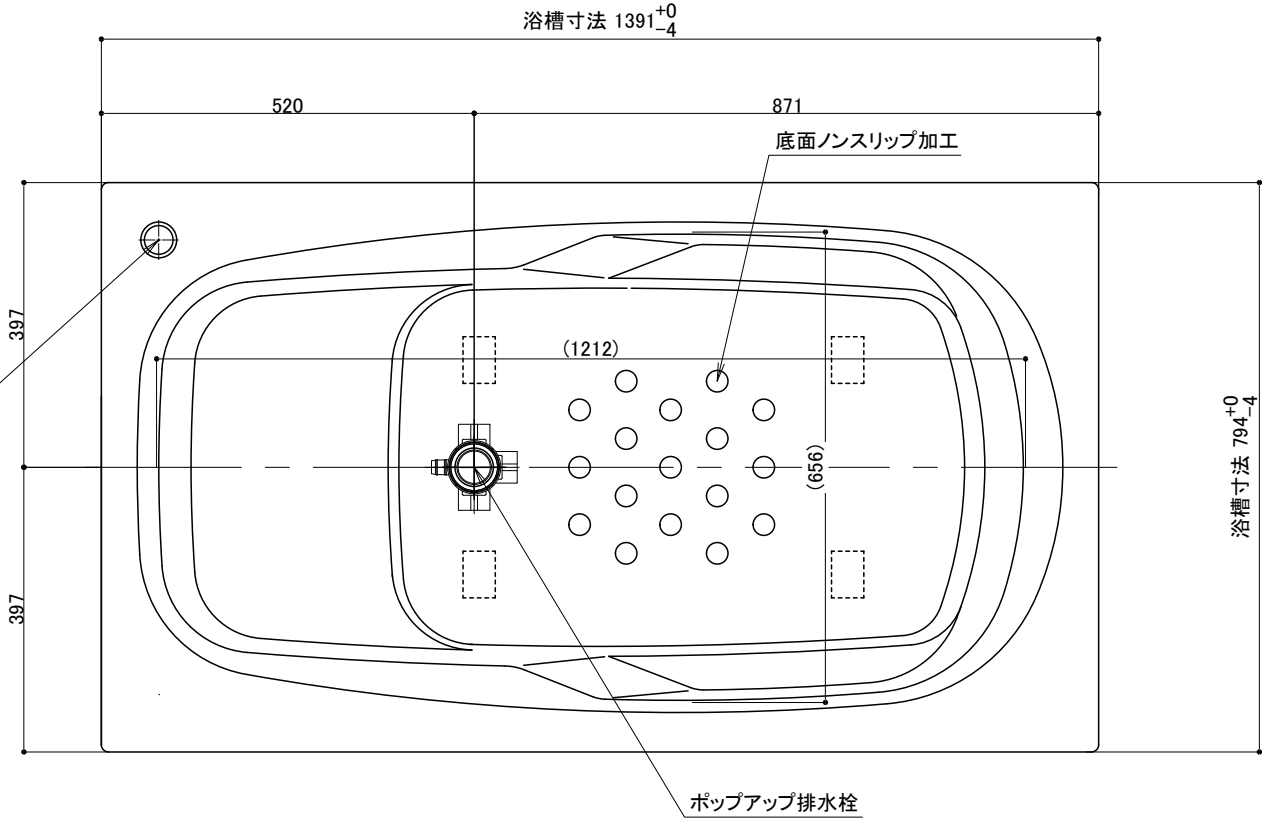 浴槽寸法 1391+0-4
520
871
底面ノンスリップ加工
397
(1212)
(656)
浴槽寸法 794+0-4
397
ポップアップ排水栓